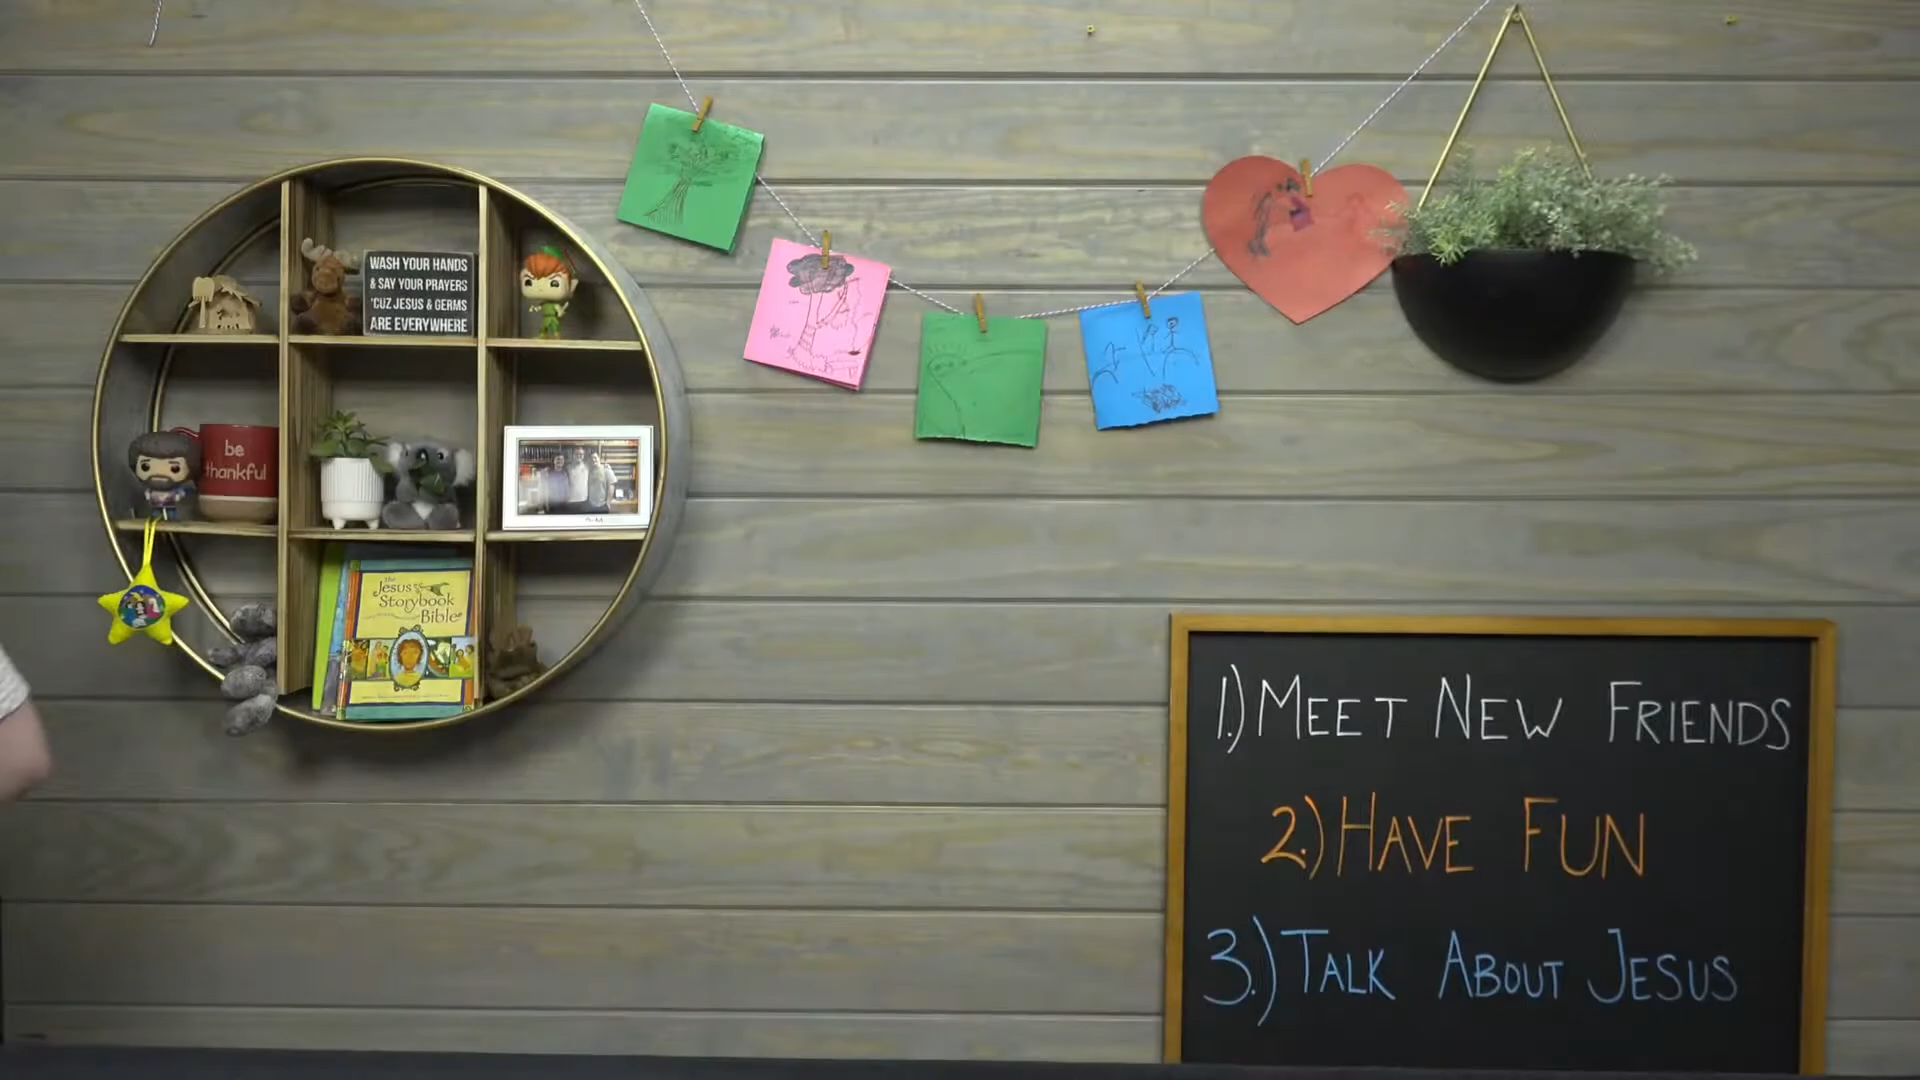 WASH YOUR HANDS
& SAY YOUR PRAYERS
'CUZ JESUS & GERMS
ARE EVERYWHERE
be
thankful
the
Jesus
Storybook
Bible
1.) MEET NEW FRIENDS
2.) HAVE FUN
3.) TALK ABOUT JESUS